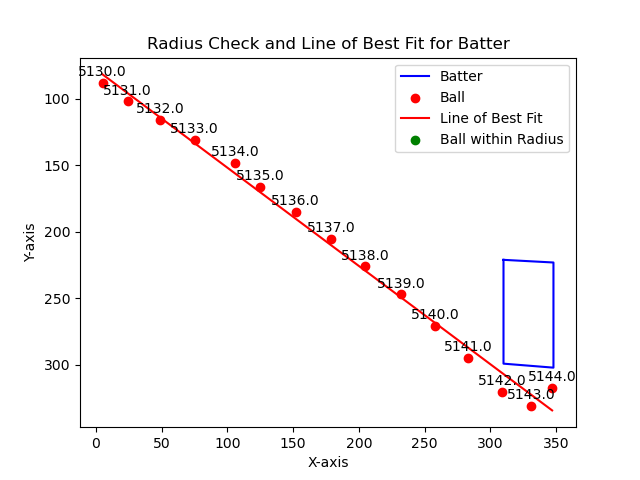 Radius Check and Line of Best Fit for Batter
Batter
Ball
Line of Best Fit
Ball within Radius
5130.0
5131.0
5132.0
5133.0
5134.0
5135.0
5136.0
5137.0
5138.0
5139.0
5140.0
5141.0
5142.0
5143.0
5144.0
Y-axis
100
150
200
250
300
0 50 100 150 200 250 300 350
X-axis